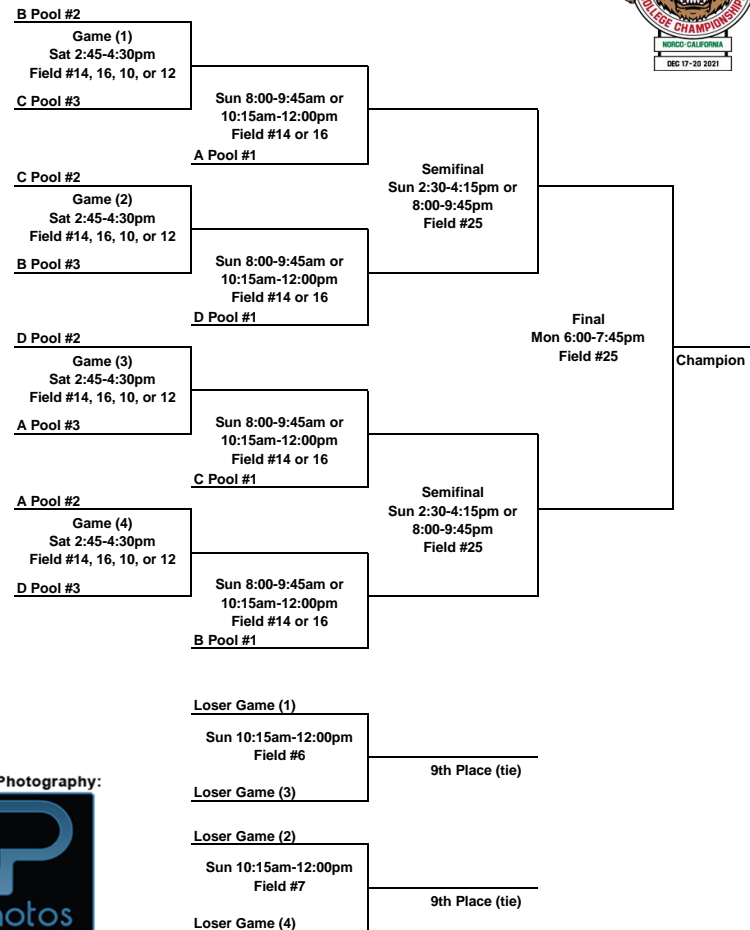 COLLEGE CHAMPIONSHIPS
NORCO·CALIFORNIA
DEC 17-20 2021
B Pool #2
Game (1)
Sat 2:45-4:30pm
Field #14, 16, 10, or 12
C Pool #3
Sun 8:00-9:45am or
10:15am-12:00pm
Field #14 or 16
A Pool #1
C Pool #2
Game (2)
Sat 2:45-4:30pm
Field #14, 16, 10, or 12
B Pool #3
Sun 8:00-9:45am or
10:15am-12:00pm
Field #14 or 16
D Pool #1
Semifinal
Sun 2:30-4:15pm or
8:00-9:45pm
Field #25
D Pool #2
Game (3)
Sat 2:45-4:30pm
Field #14, 16, 10, or 12
A Pool #3
Sun 8:00-9:45am or
10:15am-12:00pm
Field #14 or 16
C Pool #1
A Pool #2
Game (4)
Sat 2:45-4:30pm
Field #14, 16, 10, or 12
D Pool #3
Sun 8:00-9:45am or
10:15am-12:00pm
Field #14 or 16
B Pool #1
Semifinal
Sun 2:30-4:15pm or
8:00-9:45pm
Field #25
Final
Mon 6:00-7:45pm
Field #25
Champion
Loser Game (1)
Sun 10:15am-12:00pm
Field #6
Loser Game (3)
9th Place (tie)
Loser Game (2)
Sun 10:15am-12:00pm
Field #7
Loser Game (4)
9th Place (tie)
Photography:
P
hotos